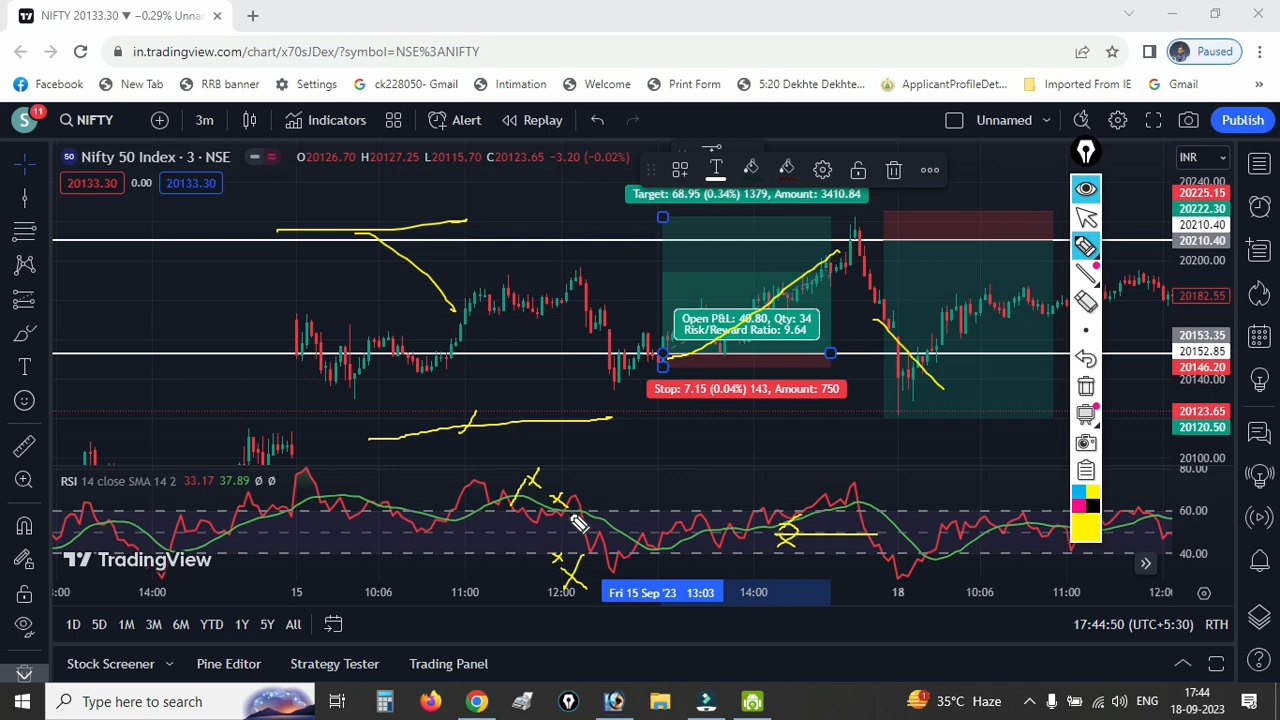 NIFTY 20133.30 ▼ −0.29% Unna
in.tradingview.com/chart/x70sJDex/?symbol=NSE%3ANIFTY
Paused
Facebook
New Tab
RRB banner
Settings
ck228050- Gmail
Intimation
Welcome
Print Form
5:20 Dekhte Dekhte...
ApplicantProfileDet...
Imported From IE
Gmail
»
S
11
NIFTY
3m
Indicators
Alert
Replay
Unnamed
Publish
50
Nifty 50 Index · 3 · NSE
O20126.70 H20127.25 L20115.70 C20123.65 −3.20 (−0.02%)
INR
20133.30
0.00
20133.30
Target: 68.95 (0.34%) 1379, Amount: 3410.84
Open P&L: 40.80, Qty: 34
Risk/Reward Ratio: 9.64
Stop: 7.15 (0.04%) 143, Amount: 750
20240.00
20225.15
20222.30
20210.40
20210.40
20200.00
20182.55
20153.35
20152.85
20146.20
20140.00
20123.65
20120.50
20100.00
RSI 14 close SMA 14 2 33.17 37.89 ø ø
80.00
60.00
40.00
TradingView
:00
14:00
15
10:06
11:00
12:00
Fri 15 Sep '23 13:03
14:00
18
10:06
11:00
12:0
1D
5D
1M
3M
6M
YTD
1Y
5Y
All
17:44:50 (UTC+5:30)
RTH
Stock Screener
Pine Editor
Strategy Tester
Trading Panel
Type here to search
35°C Haze
ENG
17:44
18-09-2023